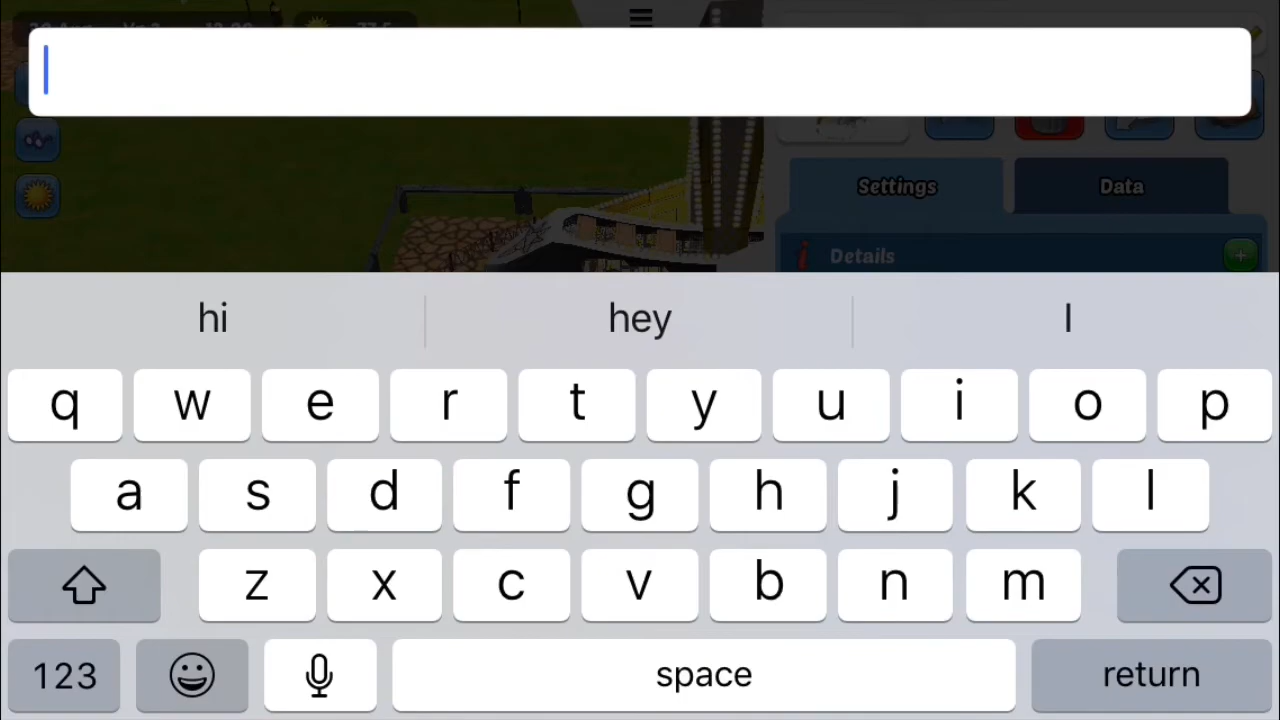 Settings Data
Details
hi hey I
q w e r t y u i o p
a s d f g h j k l
z x c v b n m
123 space return